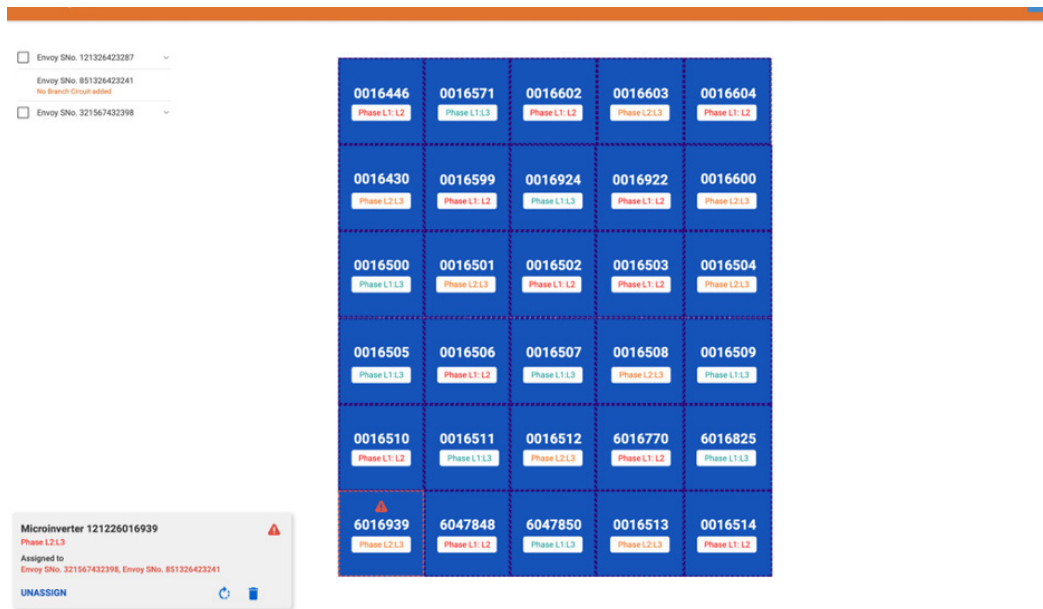 Envoy SNo. 121326423287
Envoy SNo. 851326423241
No Branch Circuit added
Envoy SNo. 321567432398
0016446 0016571 0016602 0016603 0016604
Phase L1: L2 Phase L1:L3 Phase L1: L2 Phase L2:L3 Phase L1: L2
0016430 0016599 0016924 0016922 0016600
Phase L2:L3 Phase L1: L2 Phase L1:L3 Phase L1: L2 Phase L2:L3
0016500 0016501 0016502 0016503 0016504
Phase L1:L3 Phase L2:L3 Phase L1: L2 Phase L1: L2 Phase L2:L3
0016505 0016506 0016507 0016508 0016509
Phase L1:L3 Phase L1: L2 Phase L1:L3 Phase L2:L3 Phase L1:L3
0016510 0016511 0016512 6016770 6016825
Phase L1: L2 Phase L1:L3 Phase L2:L3 Phase L1: L2 Phase L1:L3
6016939 6047848 6047850 0016513 0016514
Phase L2:L3 Phase L1: L2 Phase L1:L3 Phase L2:L3 Phase L1: L2
Microinverter 121226016939
Phase L2:L3
Assigned to
Envoy SNo. 321567432398, Envoy SNo. 851326423241
UNASSIGN